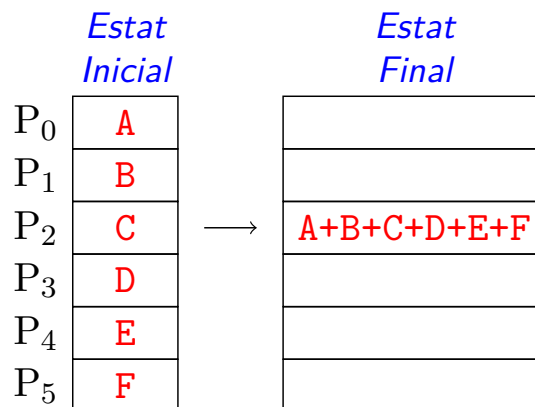 Estat Estat
Inicial Final
P0 A
P1 B
P2 C → A+B+C+D+E+F
P3 D
P4 E
P5 F